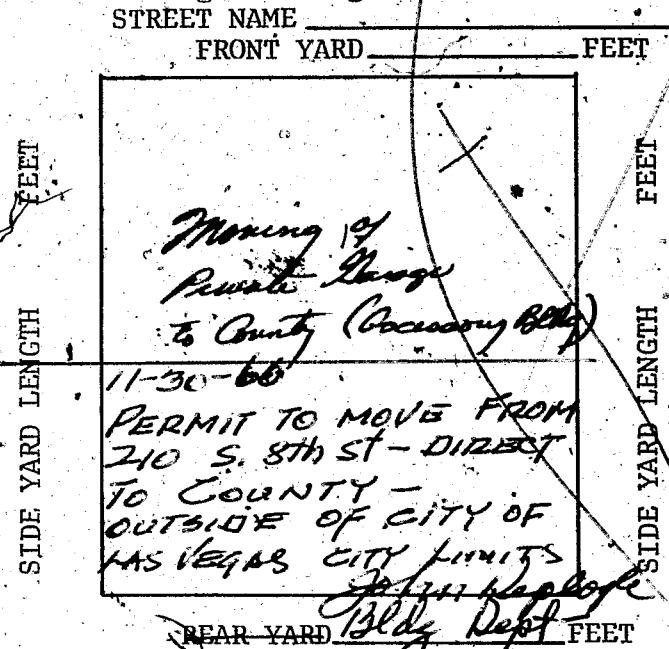 STREET NAME
FRONT YARD FEET
SIDE YARD LENGTH FEET
Moving of
Private Garage
to County (Accessory Bldg)
11-30-66
PERMIT TO MOVE FROM
210 S. 8th St - DIRECT
TO COUNTY -
OUTSIDE OF CITY OF
LAS VEGAS CITY LIMITS
John
Bldg Dept
REAR YARD FEET
SIDE YARD LENGTH FEET